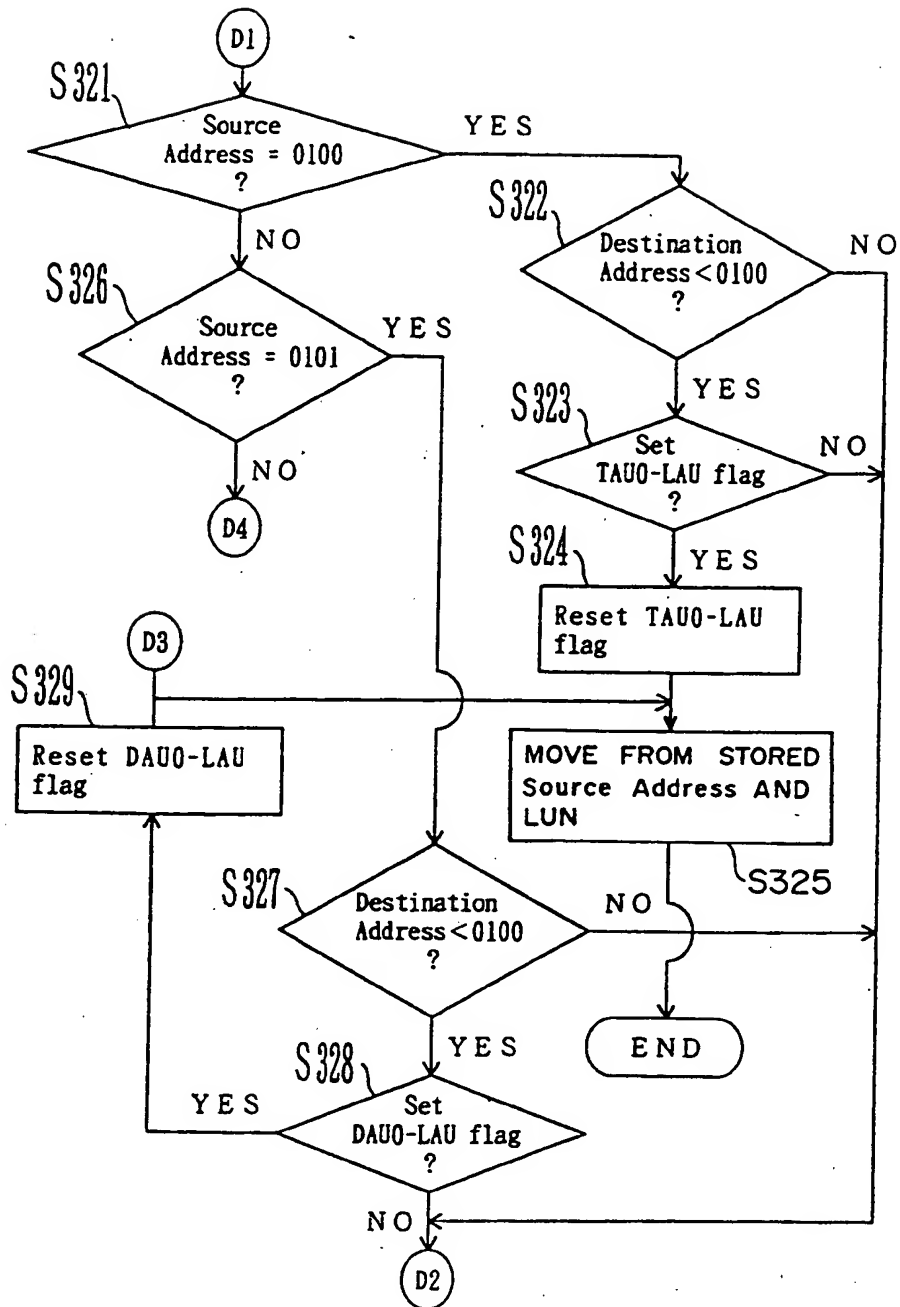 D1
S321
Source
Address = 0100
?
YES
NO
S322
Destination
Address<0100
?
NO
YES
S326
Source
Address = 0101
?
YES
NO
D4
S323
Set
TAU0-LAU flag
?
NO
YES
S324
Reset TAU0-LAU
flag
D3
S329
Reset DAU0-LAU
flag
MOVE FROM STORED
Source Address AND
LUN
S325
S327
Destination
Address<0100
?
NO
YES
END
S328
Set
DAU0-LAU flag
?
YES
NO
D2